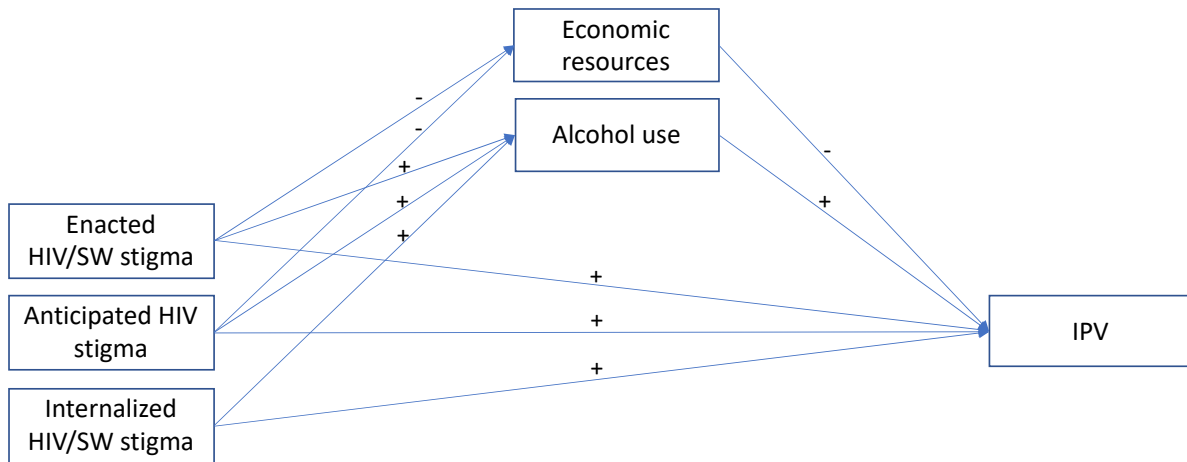 Economic
resources
-
-
Alcohol use
-
+
+
+
+
Enacted
HIV/SW stigma
+
Anticipated HIV
stigma
+
IPV
+
Internalized
HIV/SW stigma